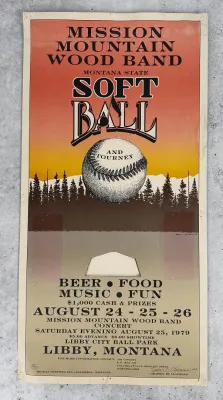 MISSION
MOUNTAIN
WOOD BAND
MONTANA STATE
SOFT
BALL
AND
TOURNEY
BEER • FOOD
MUSIC • FUN
$1,000 CASH & PRIZES
AUGUST 24 - 25 - 26
MISSION MOUNTAIN WOOD BAND
CONCERT
SATURDAY EVENING AUGUST 25, 1979
LIBBY CITY BALL PARK
LIBBY, MONTANA